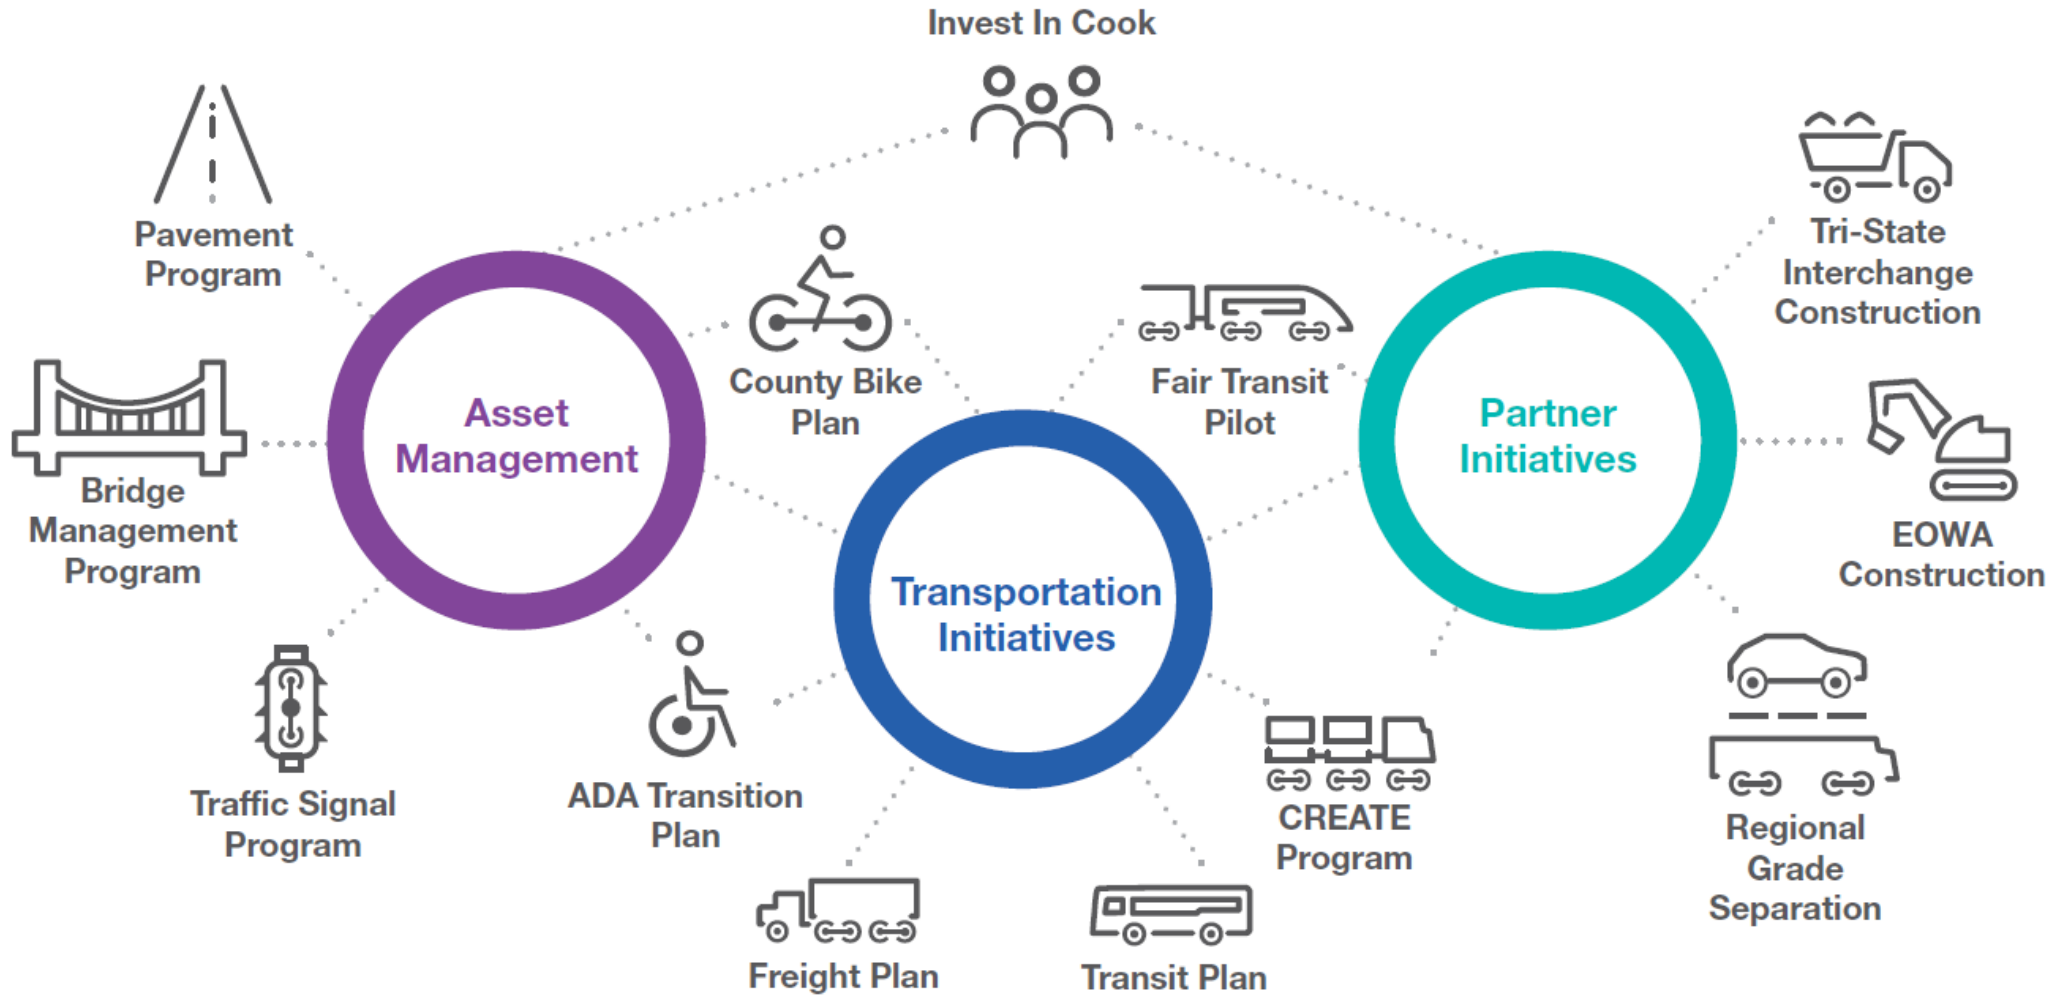 Invest In Cook
Pavement
Program
Tri-State
Interchange
Construction
County Bike
Plan
Fair Transit
Pilot
Asset
Management
Partner
Initiatives
Bridge
Management
Program
EOWA
Construction
Transportation
Initiatives
Traffic Signal
Program
ADA Transition
Plan
CREATE
Program
Regional
Grade
Separation
Freight Plan
Transit Plan